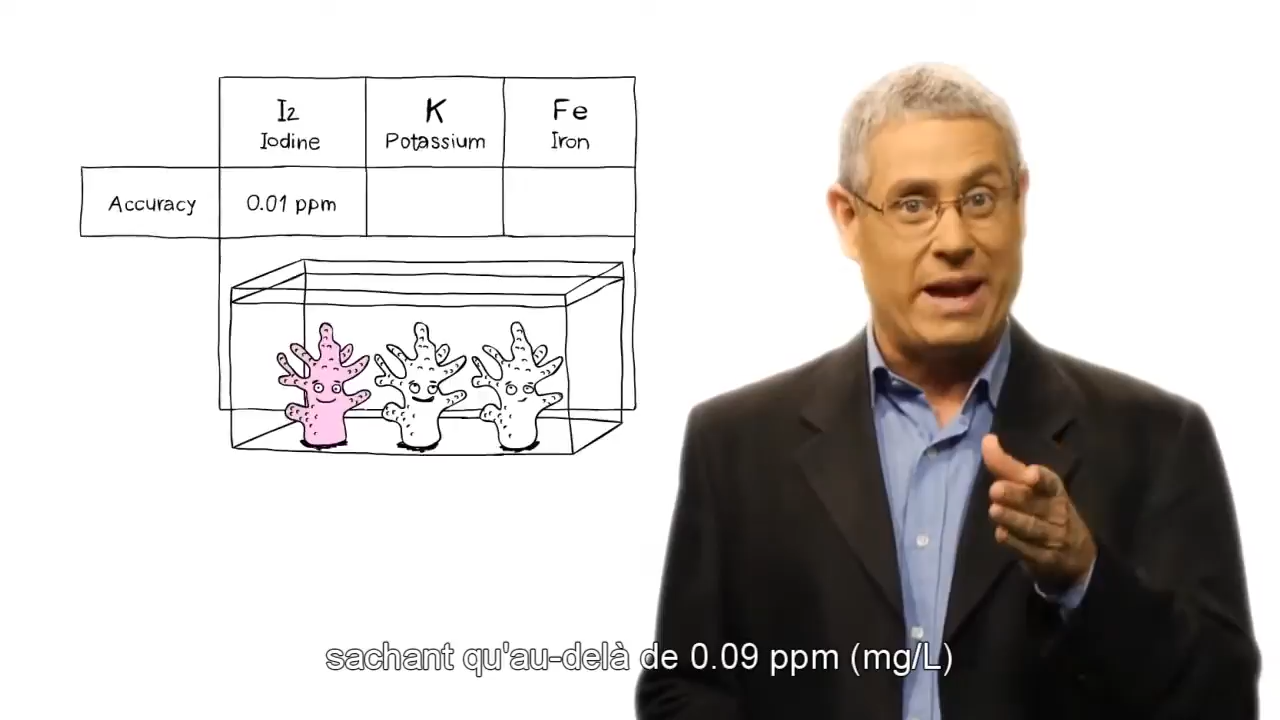 I₂ K Fe
Iodine Potassium Iron
Accuracy 0.01 ppm
sachant qu'au-delà de 0.09 ppm (mg/L)